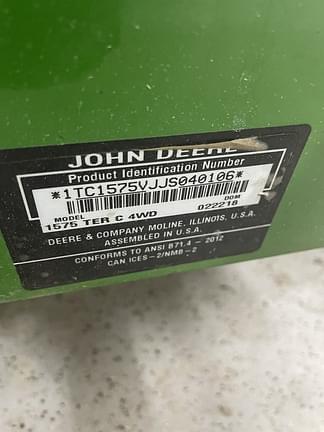 JOHN DEERE
Product Identification Number
*1TC1575VJJS040106*
MODEL DOM
1575 TER C 4WD 022218
DEERE & COMPANY MOLINE, ILLINOIS, U.S.A.
ASSEMBLED IN U.S.A.
CONFORMS TO ANSI B71.4 - 2012
CAN ICES-2/NMB-2